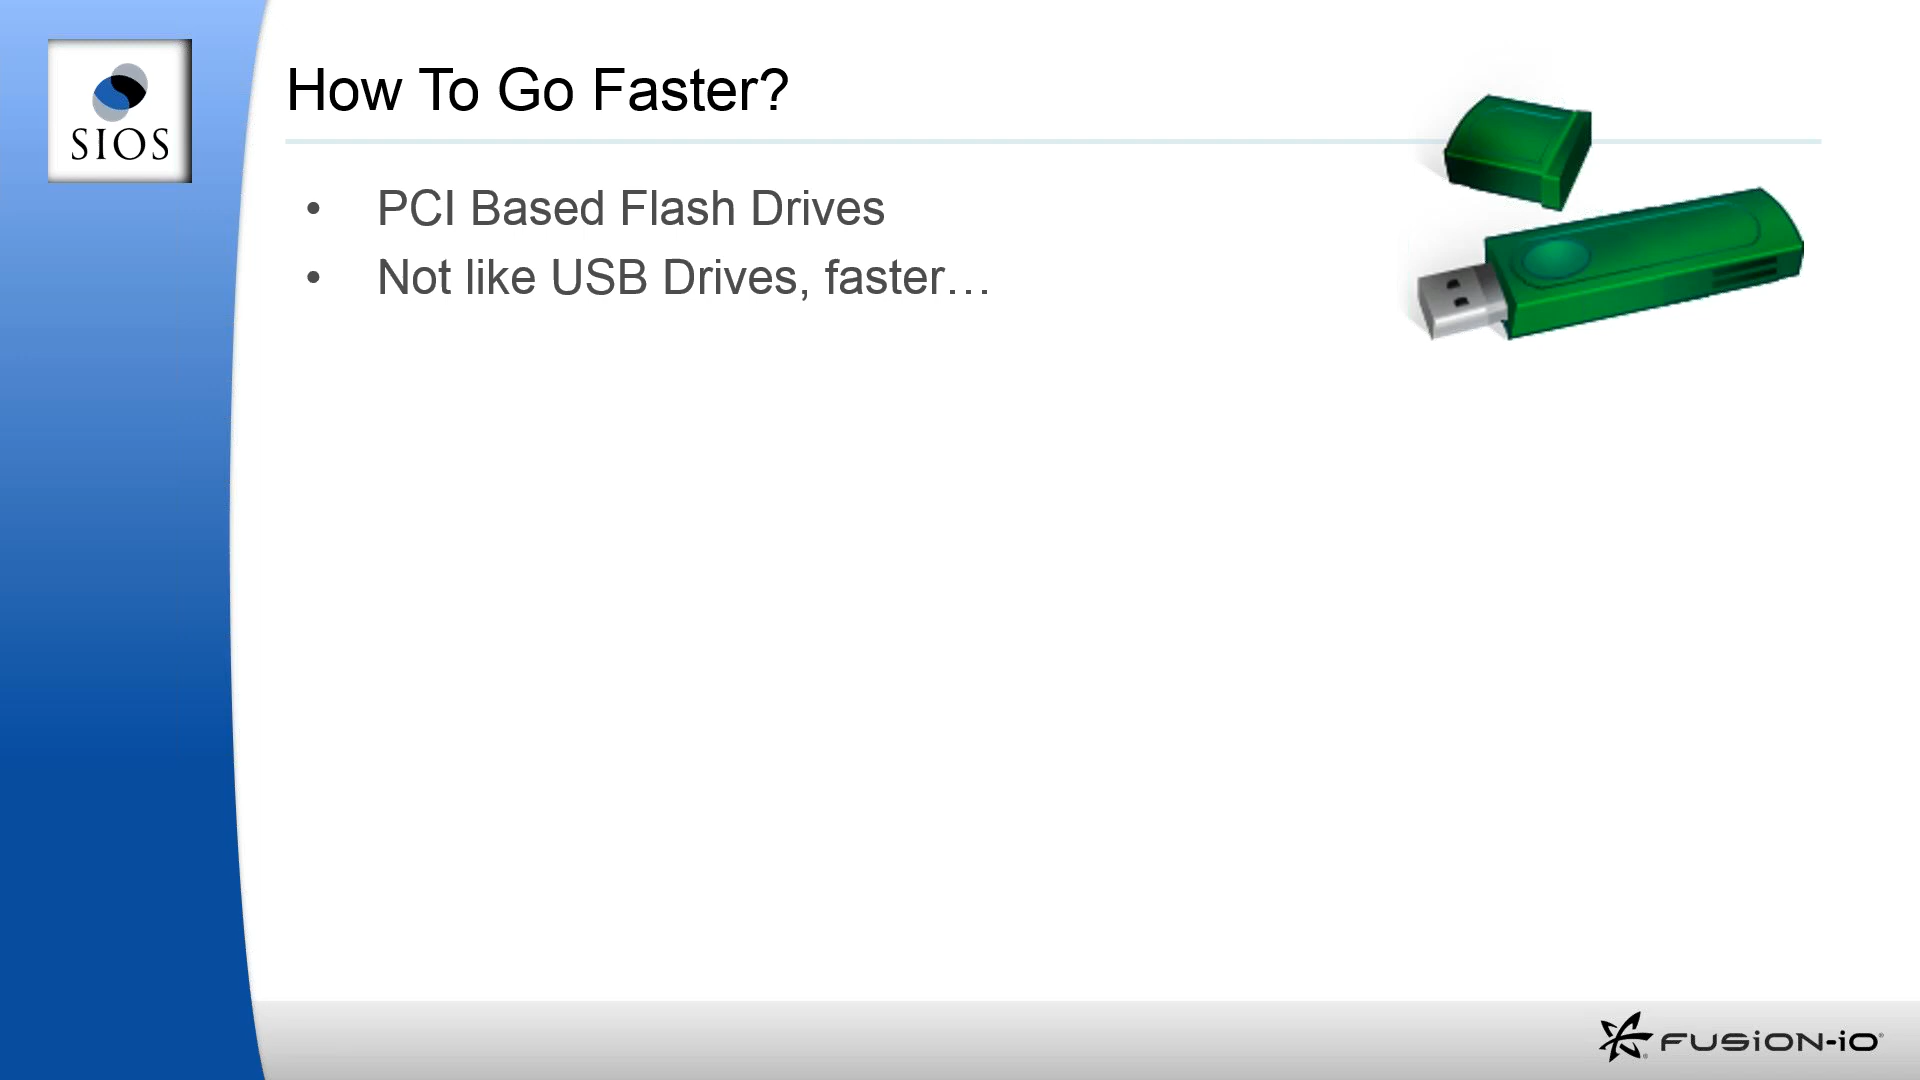 SIOS
How To Go Faster?
• PCI Based Flash Drives
• Not like USB Drives, faster…
FUSION-iO®